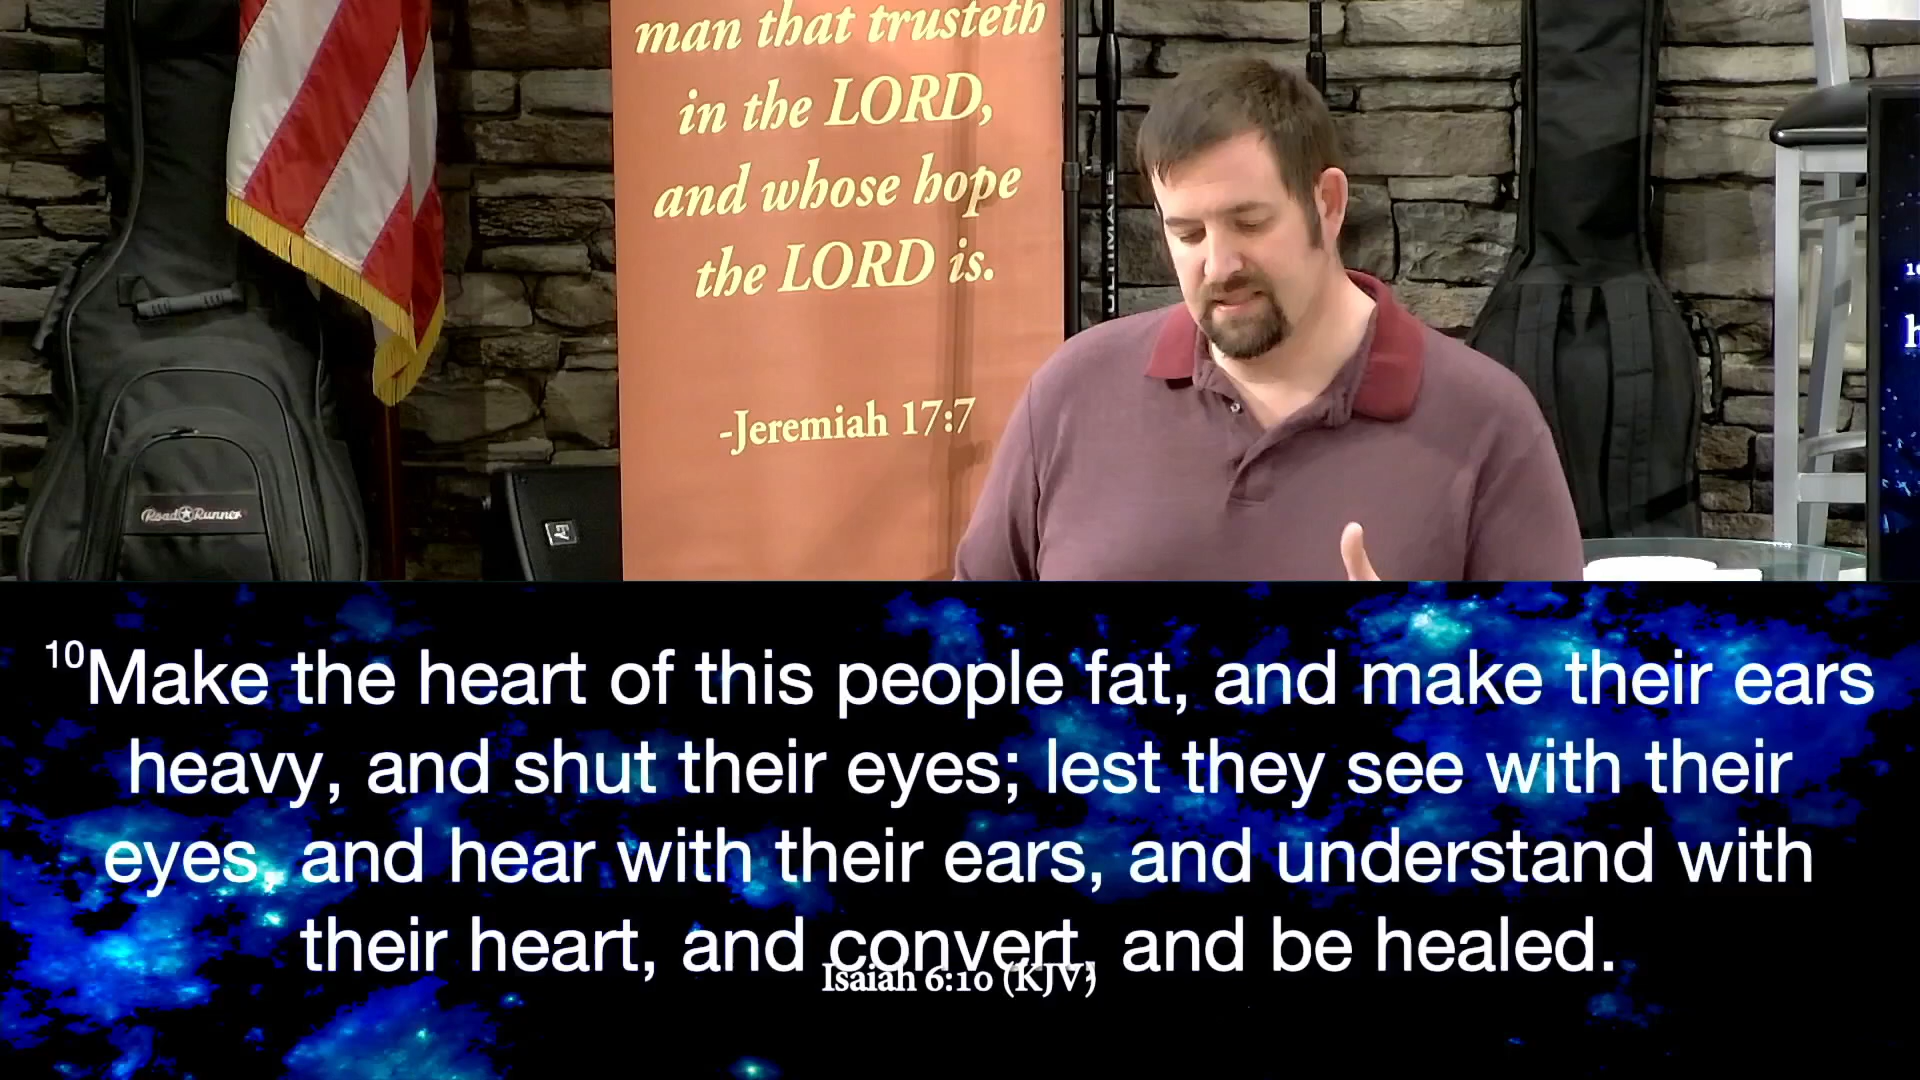 man that trusteth
in the LORD,
and whose hope
the LORD is.
-Jeremiah 17:7
Road Runner
ULTIMATE
EV
10
h
10Make the heart of this people fat, and make their ears
heavy, and shut their eyes; lest they see with their
eyes, and hear with their ears, and understand with
their heart, and convert, and be healed.
Isaiah 6:10 (KJV)